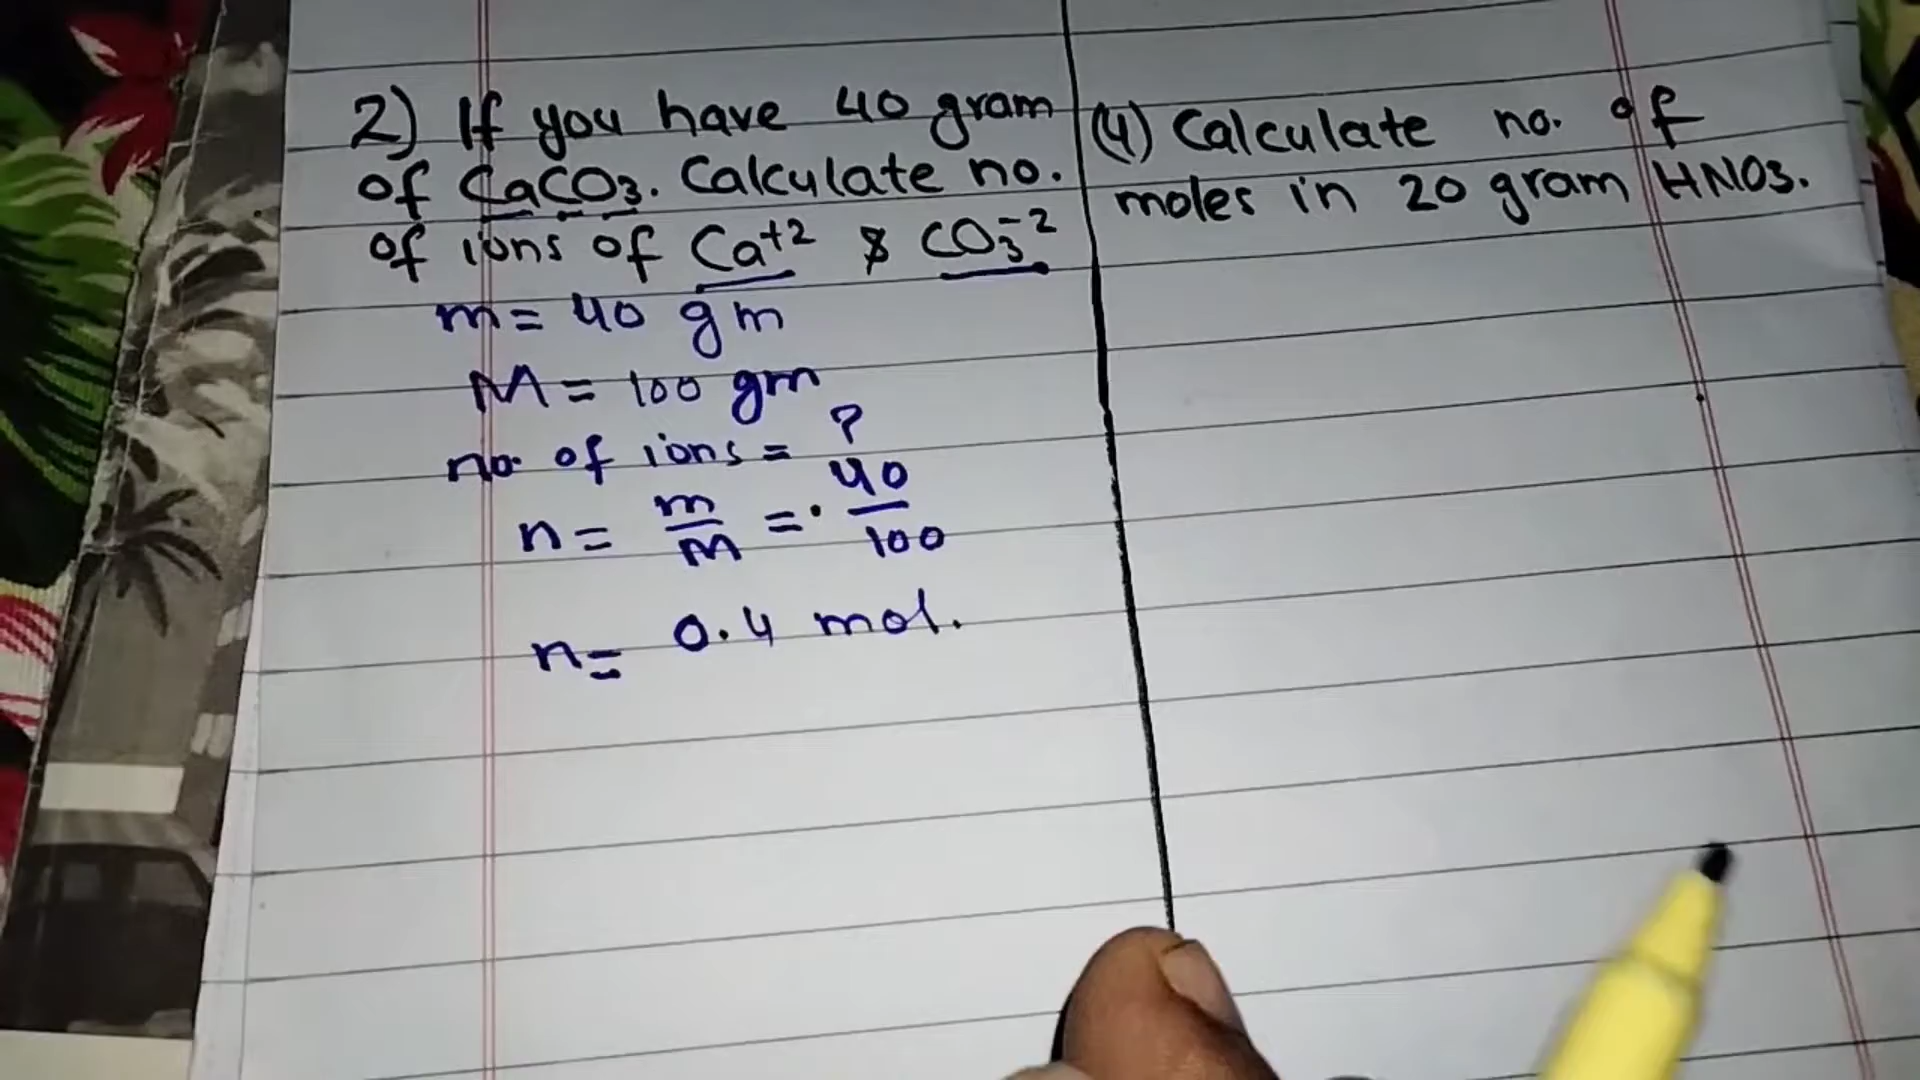 2) If you have 40 gram
of CaCO3. Calculate no.
of ions of Ca+2 & CO3-2
m = 40 gm
M = 100 gm
no. of ions = ?
n = m/M = 40/100
n = 0.4 mol.
(4) Calculate no. of
moles in 20 gram HNO3.